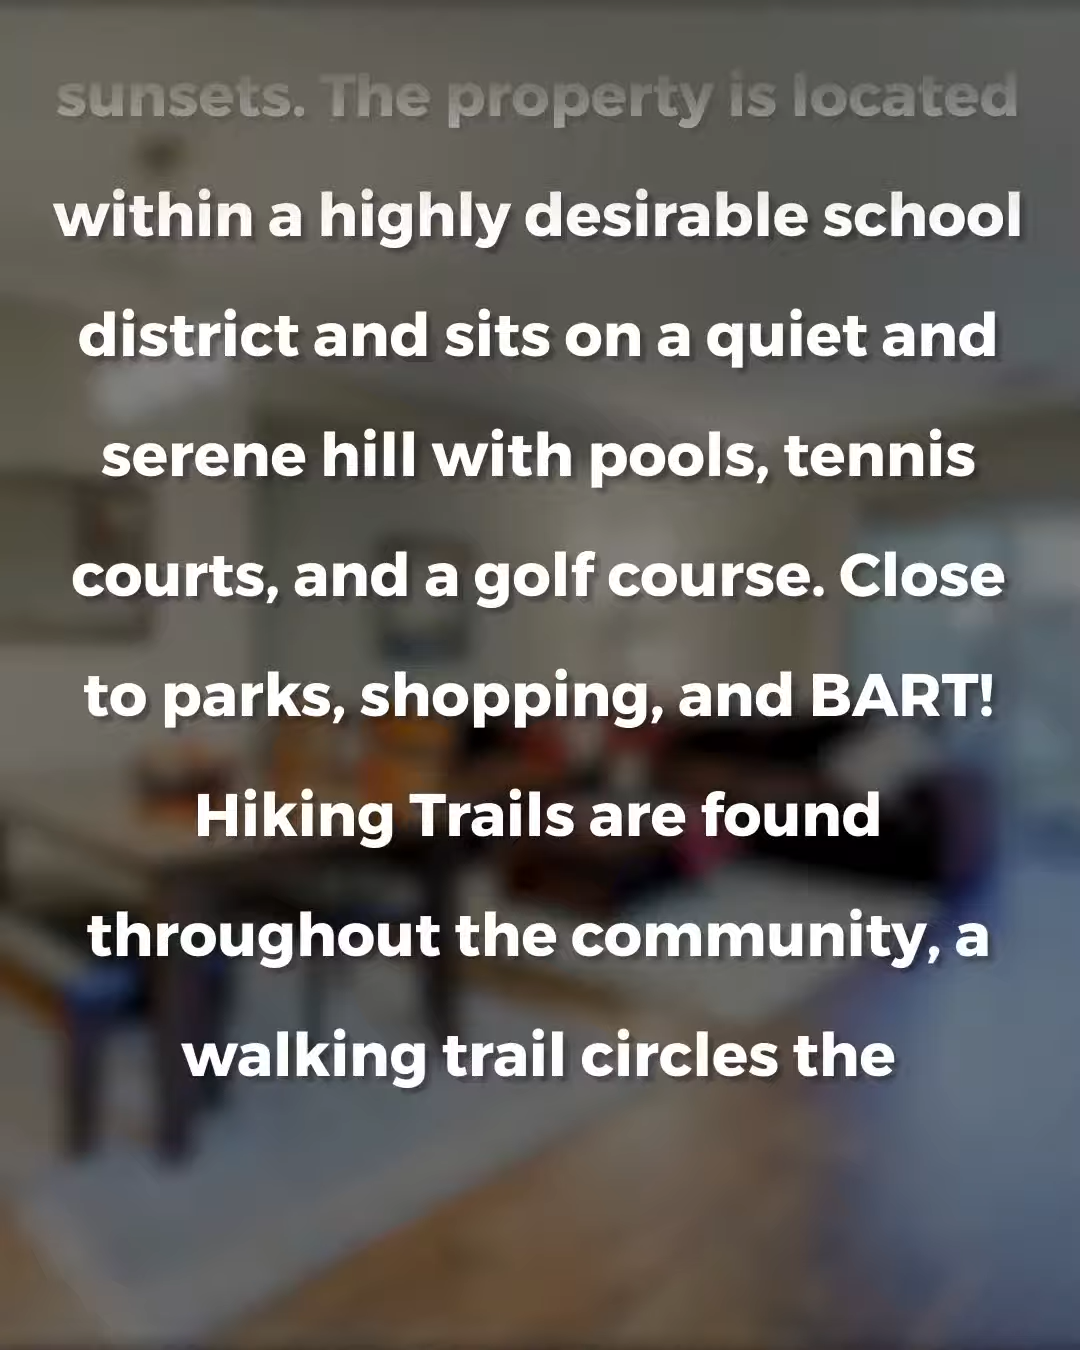 sunsets. The property is located
within a highly desirable school
district and sits on a quiet and
serene hill with pools, tennis
courts, and a golf course. Close
to parks, shopping, and BART!
Hiking Trails are found
throughout the community, a
walking trail circles the